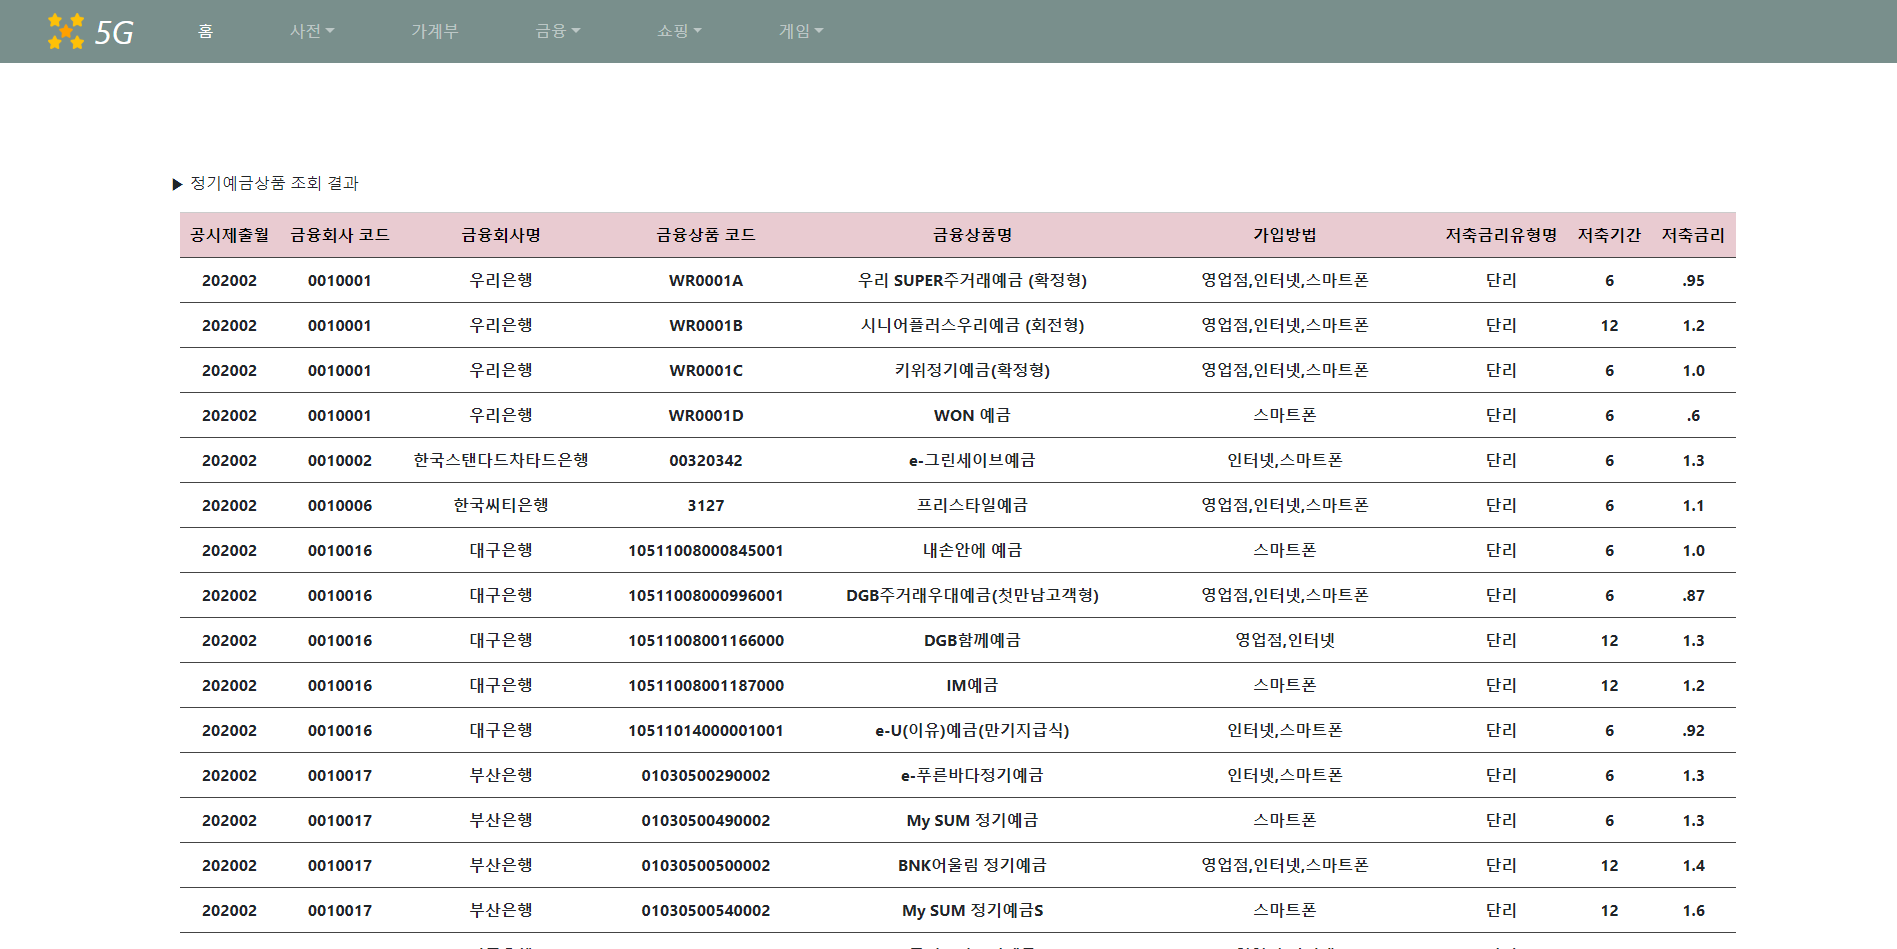 5G 홈 사전 가계부 금융 쇼핑 게임
▶ 정기예금상품 조회 결과
공시제출월 금융회사 코드 금융회사명 금융상품 코드 금융상품명 가입방법 저축금리유형명 저축기간 저축금리
202002 0010001 우리은행 WR0001A 우리 SUPER주거래예금 (확정형) 영업점,인터넷,스마트폰 단리 6 .95
202002 0010001 우리은행 WR0001B 시니어플러스우리예금 (회전형) 영업점,인터넷,스마트폰 단리 12 1.2
202002 0010001 우리은행 WR0001C 키위정기예금(확정형) 영업점,인터넷,스마트폰 단리 6 1.0
202002 0010001 우리은행 WR0001D WON 예금 스마트폰 단리 6 .6
202002 0010002 한국스탠다드차타드은행 00320342 e-그린세이브예금 인터넷,스마트폰 단리 6 1.3
202002 0010006 한국씨티은행 3127 프리스타일예금 영업점,인터넷,스마트폰 단리 6 1.1
202002 0010016 대구은행 10511008000845001 내손안에 예금 스마트폰 단리 6 1.0
202002 0010016 대구은행 10511008000996001 DGB주거래우대예금(첫만남고객형) 영업점,인터넷,스마트폰 단리 6 .87
202002 0010016 대구은행 10511008001166000 DGB함께예금 영업점,인터넷 단리 12 1.3
202002 0010016 대구은행 10511008001187000 IM예금 스마트폰 단리 12 1.2
202002 0010016 대구은행 10511014000001001 e-U(이유)예금(만기지급식) 인터넷,스마트폰 단리 6 .92
202002 0010017 부산은행 01030500290002 e-푸른바다정기예금 인터넷,스마트폰 단리 6 1.3
202002 0010017 부산은행 01030500490002 My SUM 정기예금 스마트폰 단리 6 1.3
202002 0010017 부산은행 01030500500002 BNK어울림 정기예금 영업점,인터넷,스마트폰 단리 12 1.4
202002 0010017 부산은행 01030500540002 My SUM 정기예금S 스마트폰 단리 12 1.6